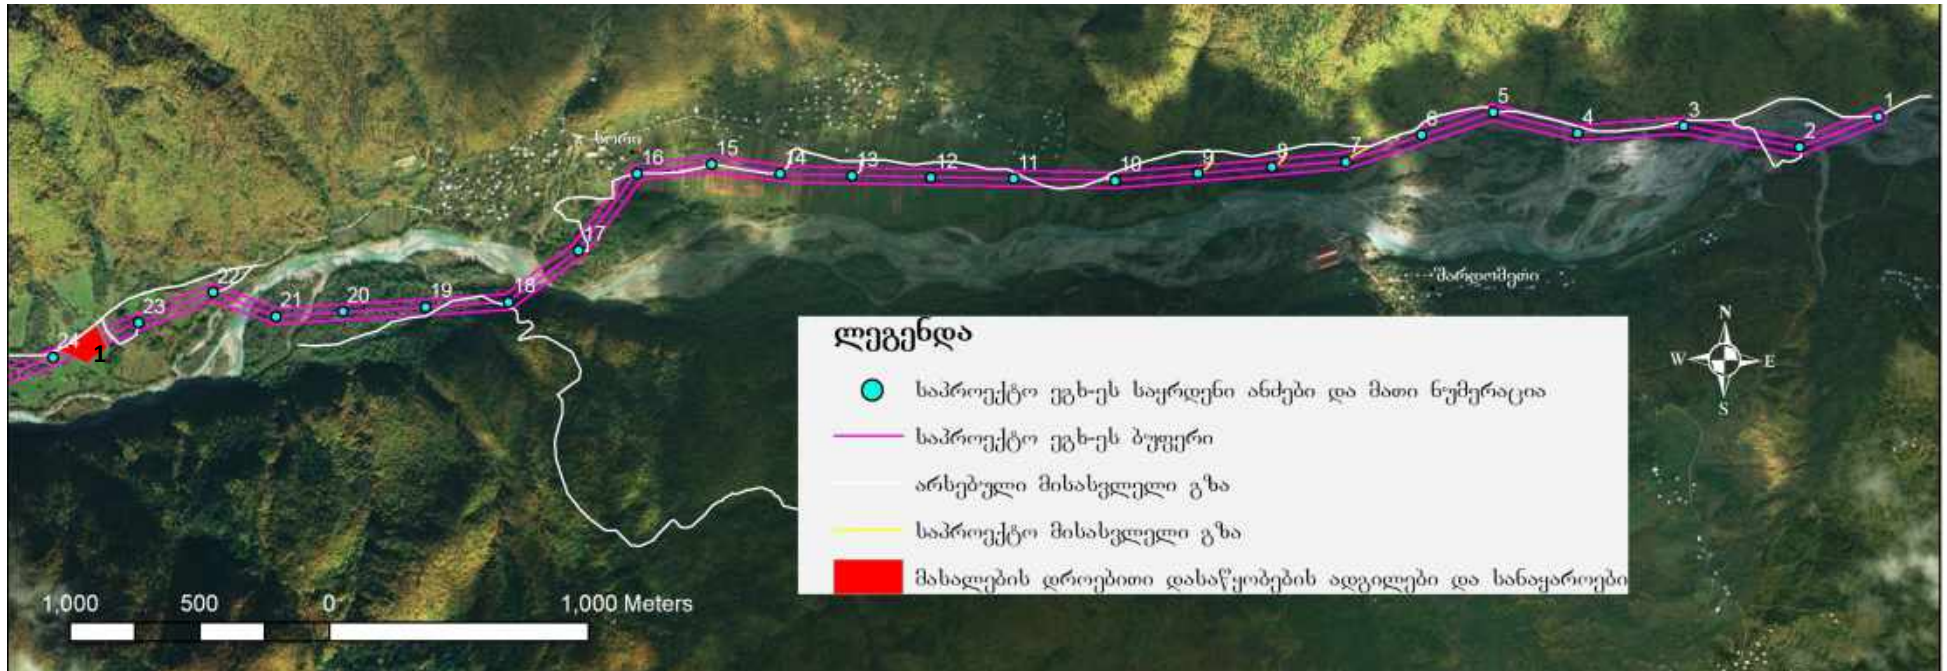 1
2
3
4
5
6
7
8
9
10
11
12
13
14
15
16
17
18
19
20
21
22
23
24
1
მარდომეთი
ლეგენდა
საპროექტო ეგხ-ეს საყრდენი ანძები და მათი ნუმერაცია
საპროექტო ეგხ-ეს ბუფერი
არსებული მისასვლელი გზა
საპროექტო მისასვლელი გზა
მასალების დროებითი დასაწყობების ადგილები და სანაყაროები
N
W
E
S
1,000 500 0 1,000 Meters